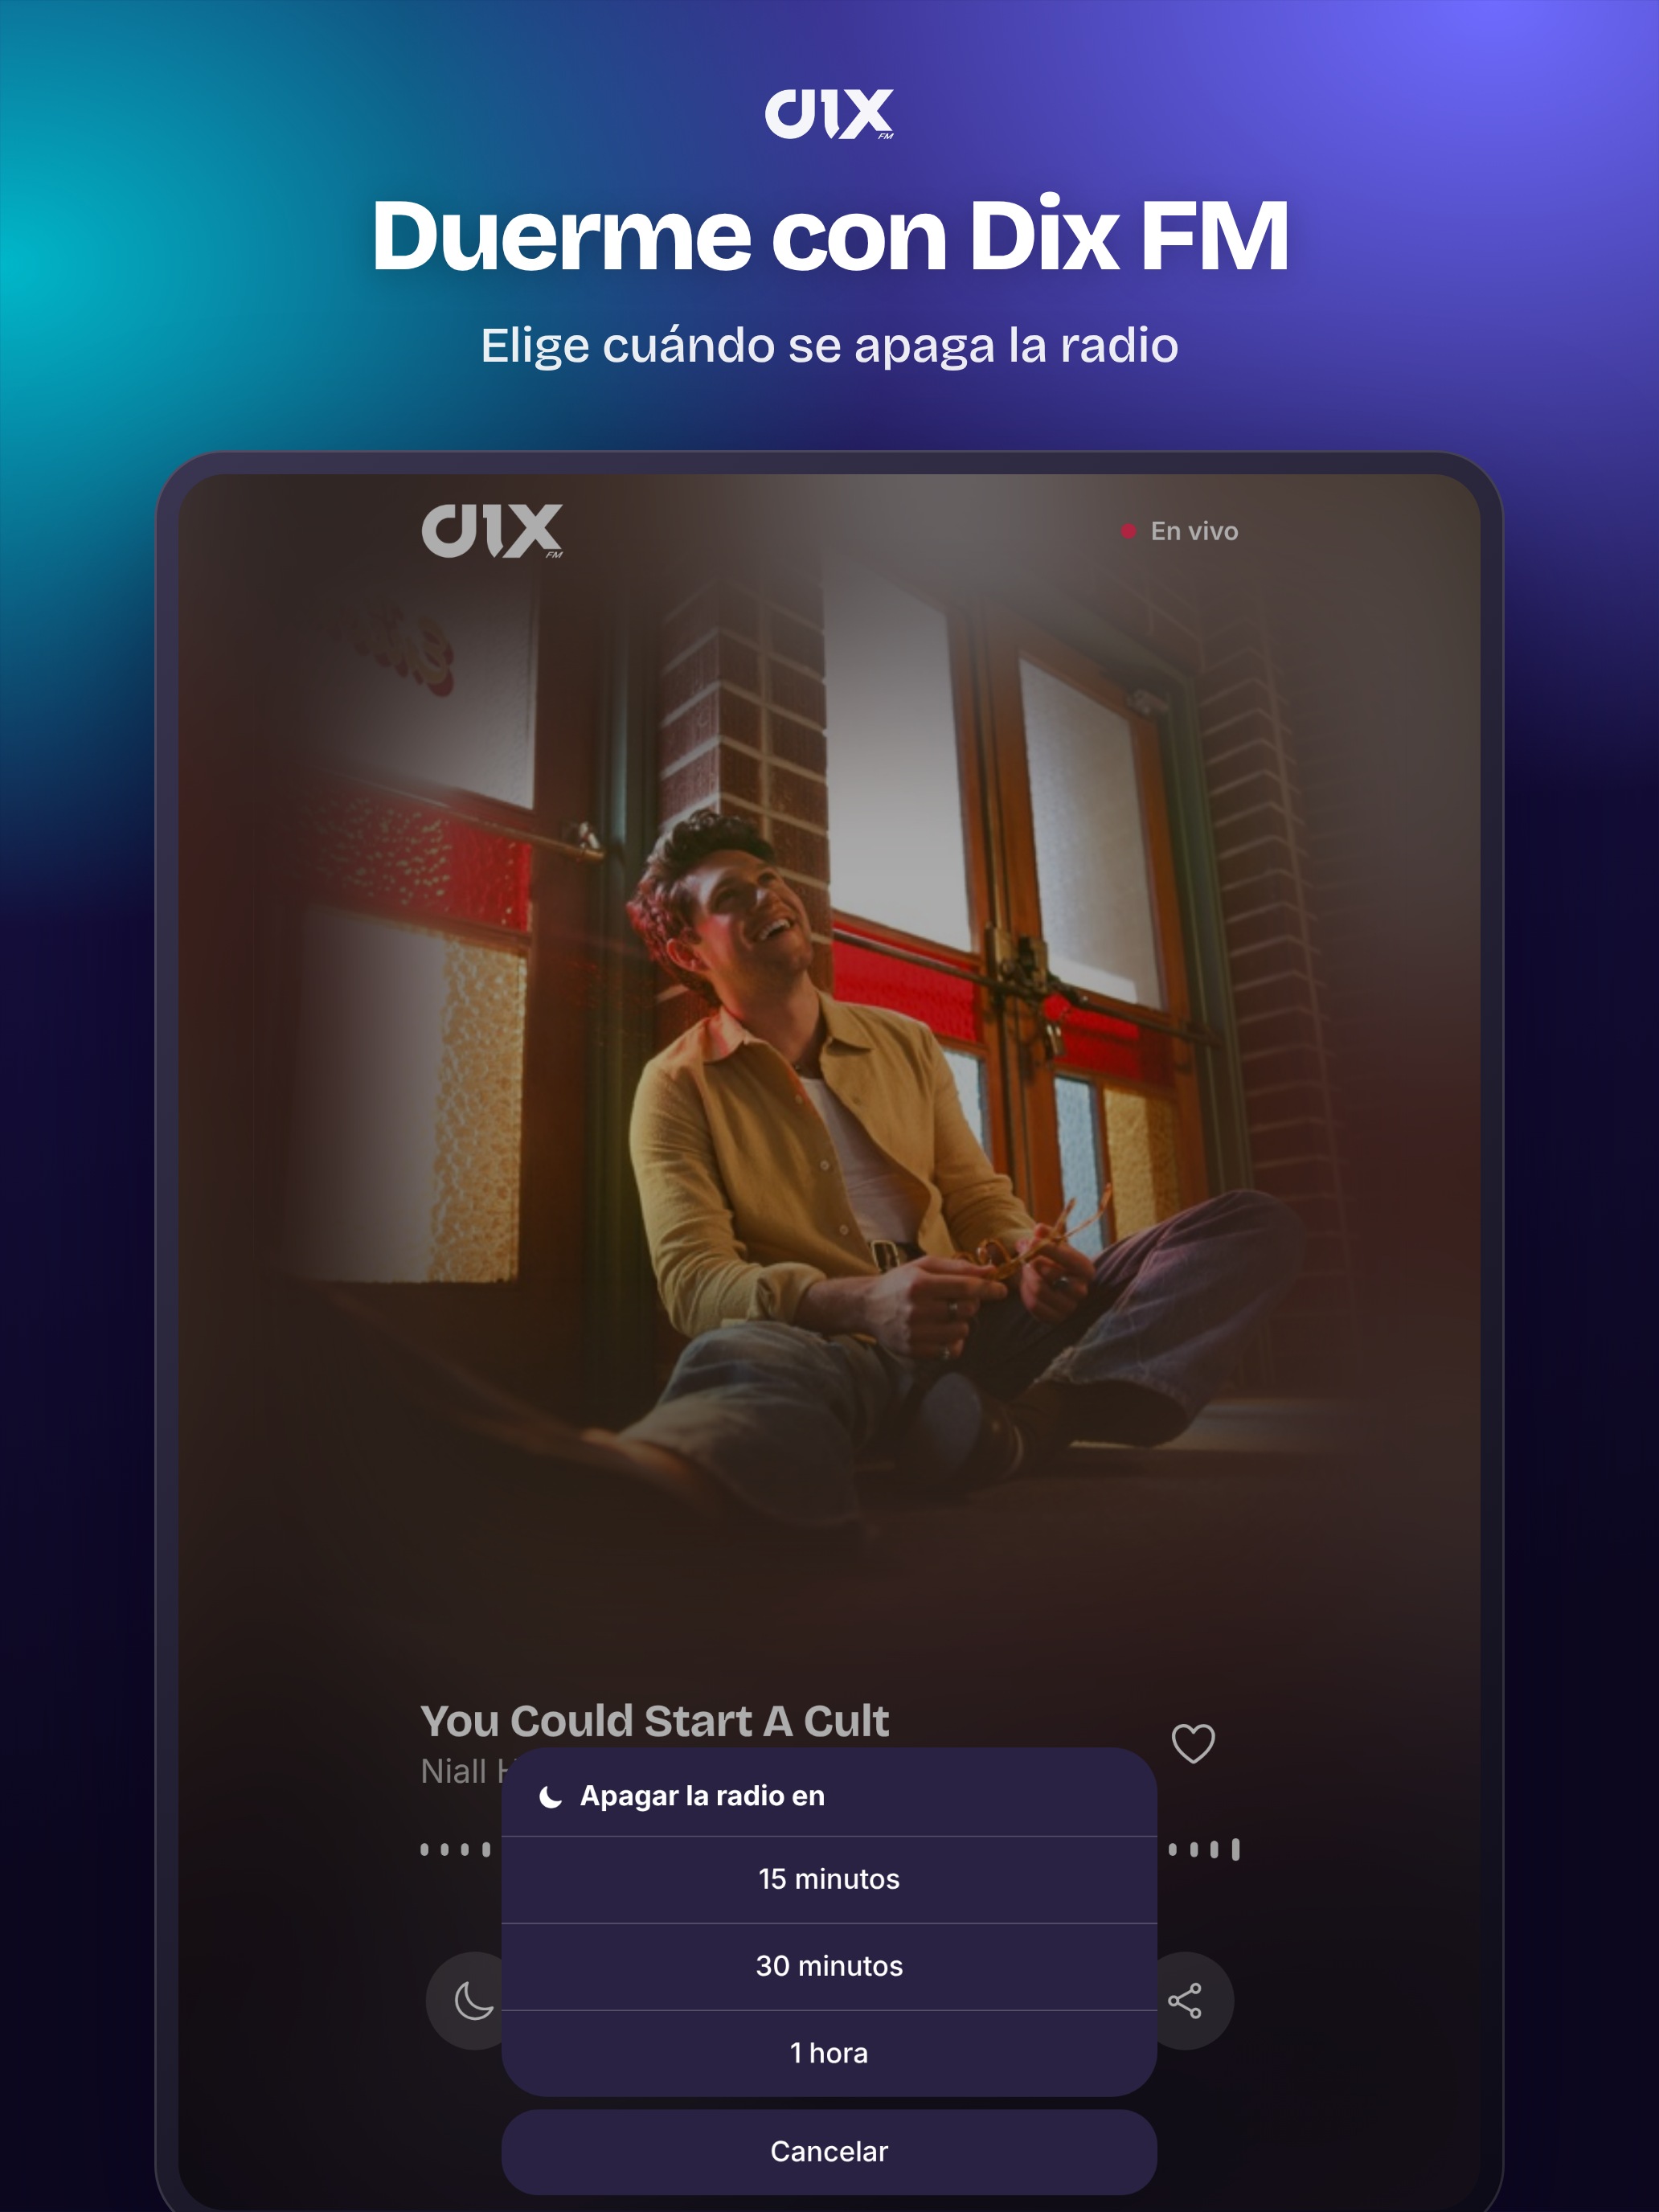 dix FM
Duerme con Dix FM
Elige cuándo se apaga la radio
dix FM
En vivo
You Could Start A Cult
Niall
Apagar la radio en
15 minutos
30 minutos
1 hora
Cancelar